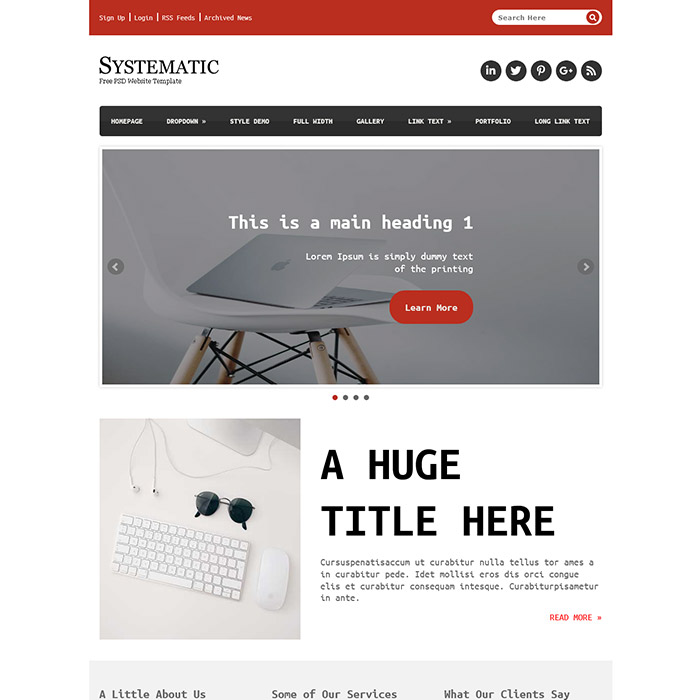 Sign Up | Login | RSS Feeds | Archived News
Search Here
SYSTEMATIC
Free PSD Website Template
HOMEPAGE DROPDOWN » STYLE DEMO FULL WIDTH GALLERY LINK TEXT » PORTFOLIO LONG LINK TEXT
This is a main heading 1
Lorem Ipsum is simply dummy text
of the printing
Learn More
A HUGE
TITLE HERE
Cursuspenatisaccum ut curabitur nulla tellus tor ames a
in curabitur pede. Idet mollisi eros dis orci congue
elis et curabitur consequam intesque. Curabiturpisametur
in ante.
READ MORE »
A Little About Us Some of Our Services What Our Clients Say